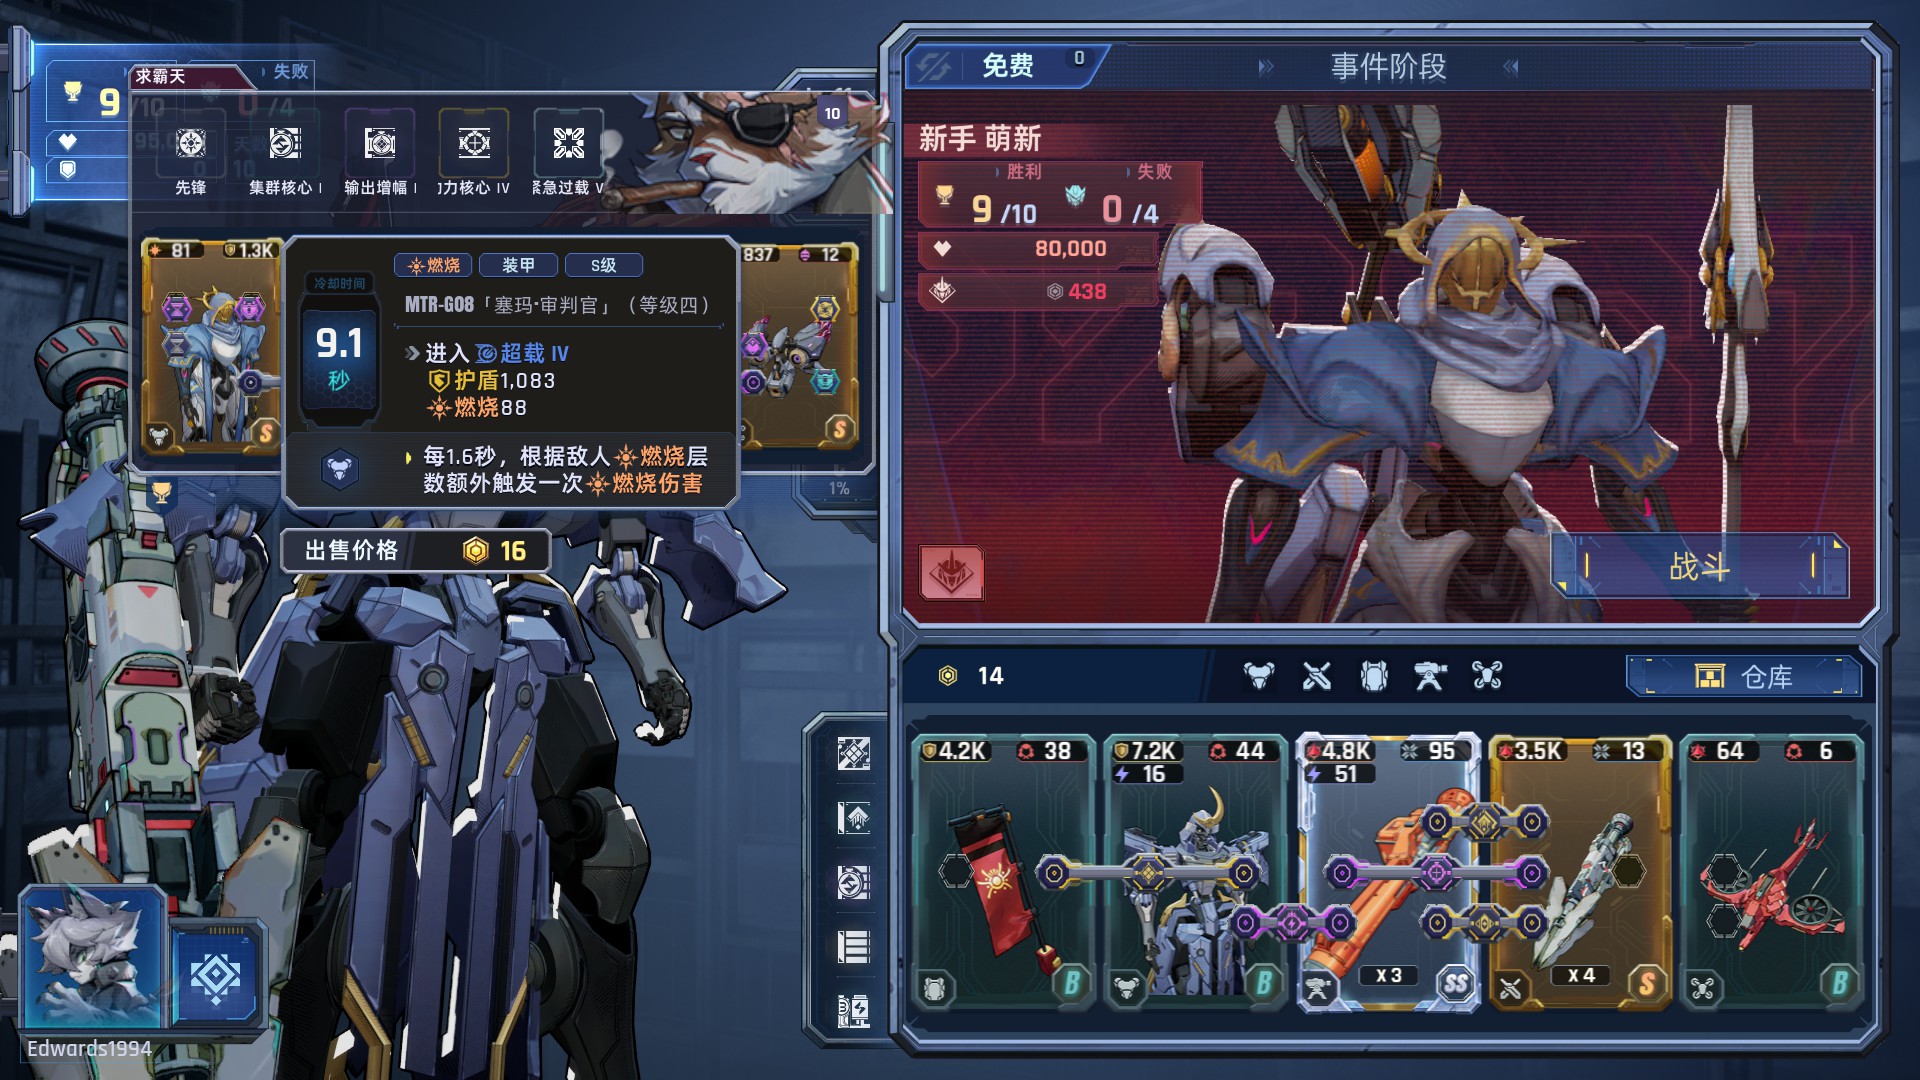 求霸天
失败
9/10
0/4
先锋
集群核心 I
输出增幅 I
力核心 IV
紧急过载 V
10
81
1.3K
837
12
燃烧
装甲
S级
冷却时间
9.1
秒
MTR-G08「塞玛·审判官」（等级四）
进入 超载 IV
护盾1,083
燃烧88
每1.6秒，根据敌人燃烧层
数额外触发一次燃烧伤害
S
S
1%
出售价格
16
免费
0
事件阶段
新手 萌新
胜利
失败
9/10
0/4
80,000
438
战斗
14
仓库
4.2K
38
B
7.2K
44
16
B
4.8K
95
51
x3
SS
3.5K
13
x4
S
64
6
B
Edwards1994